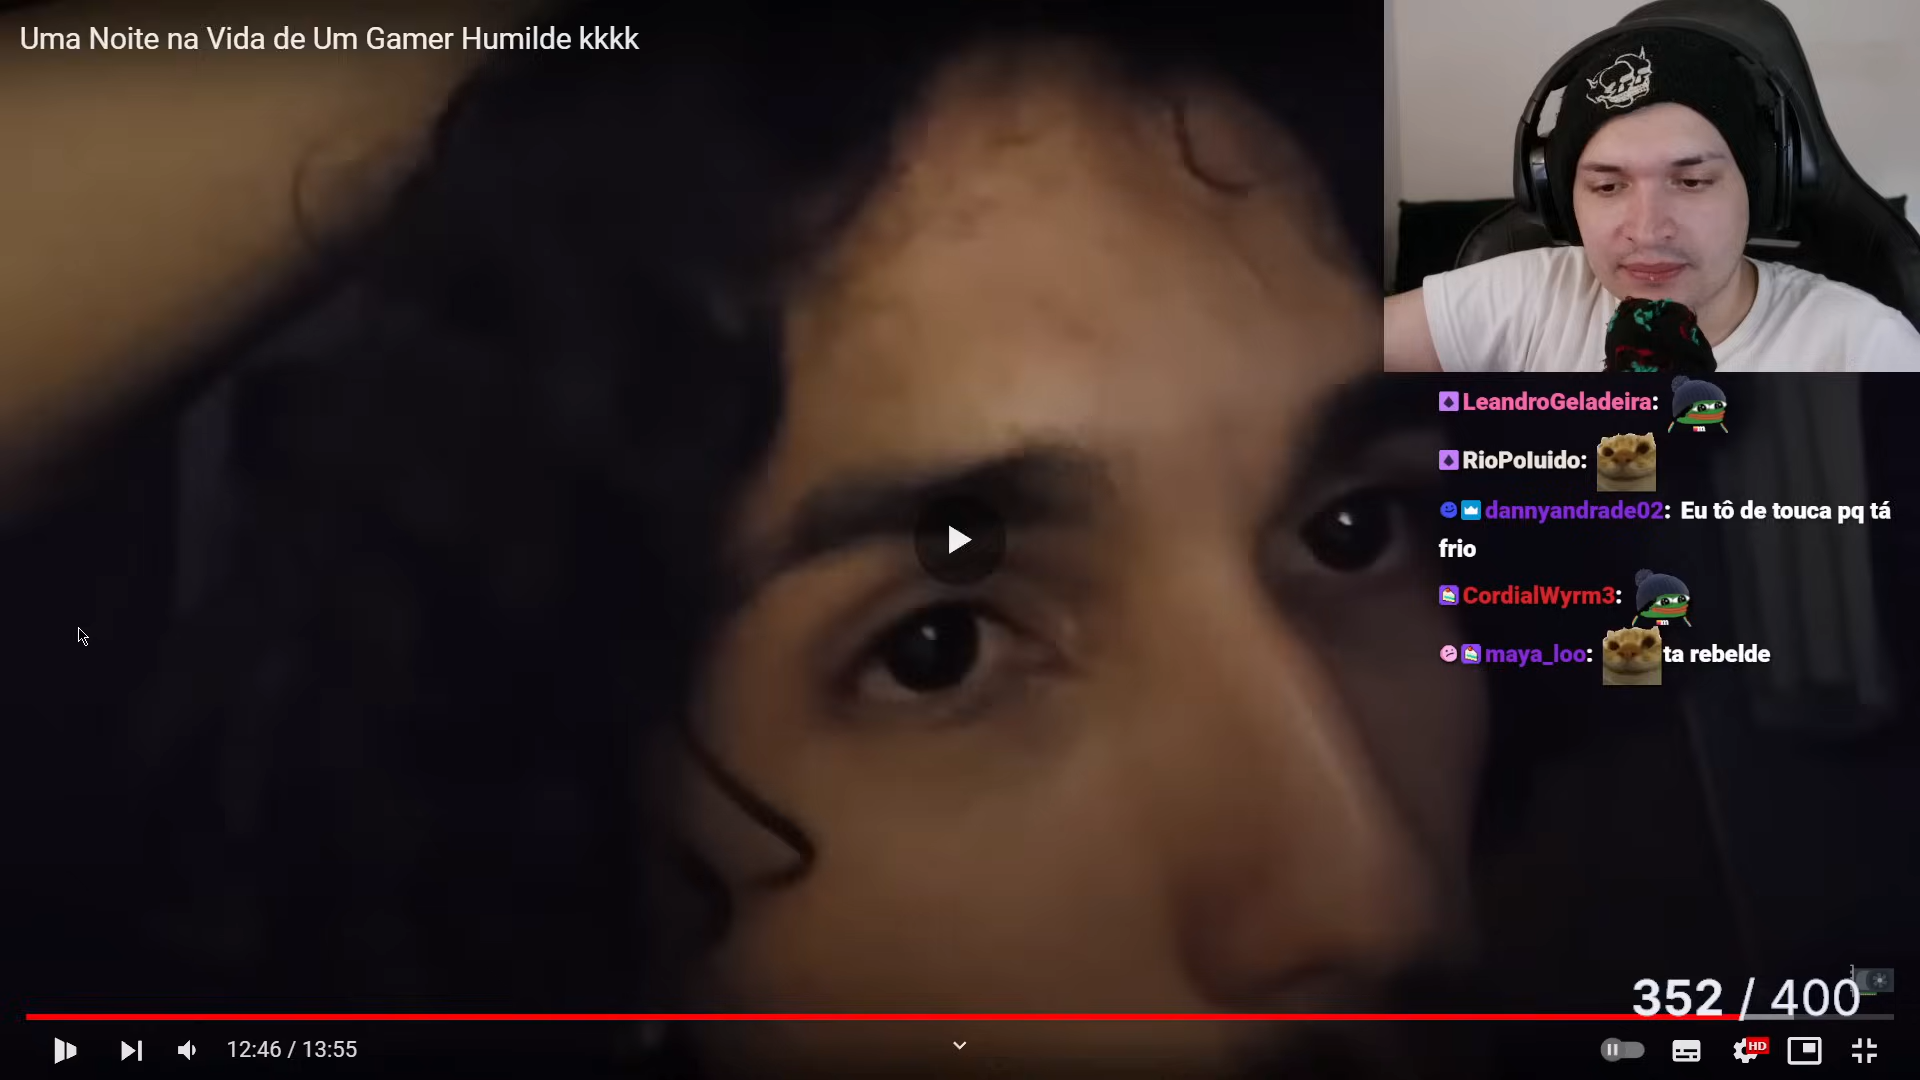 Uma Noite na Vida de Um Gamer Humilde kkkk
LeandroGeladeira:
RioPoluido:
dannyandrade02: Eu tô de touca pq tá
frio
CordialWyrm3:
maya_loo: ta rebelde
352 / 400
12:46 / 13:55
HD